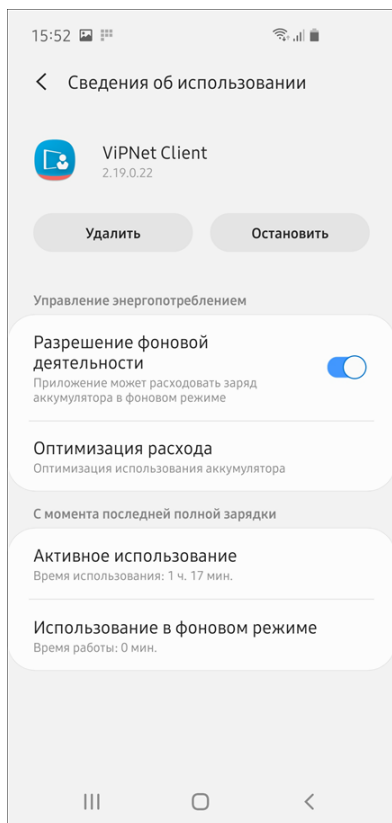 15:52
Сведения об использовании
ViPNet Client
2.19.0.22
Удалить
Остановить
Управление энергопотреблением
Разрешение фоновой
деятельности
Приложение может расходовать заряд
аккумулятора в фоновом режиме
Оптимизация расхода
Оптимизация использования аккумулятора
С момента последней полной зарядки
Активное использование
Время использования: 1 ч. 17 мин.
Использование в фоновом режиме
Время работы: 0 мин.